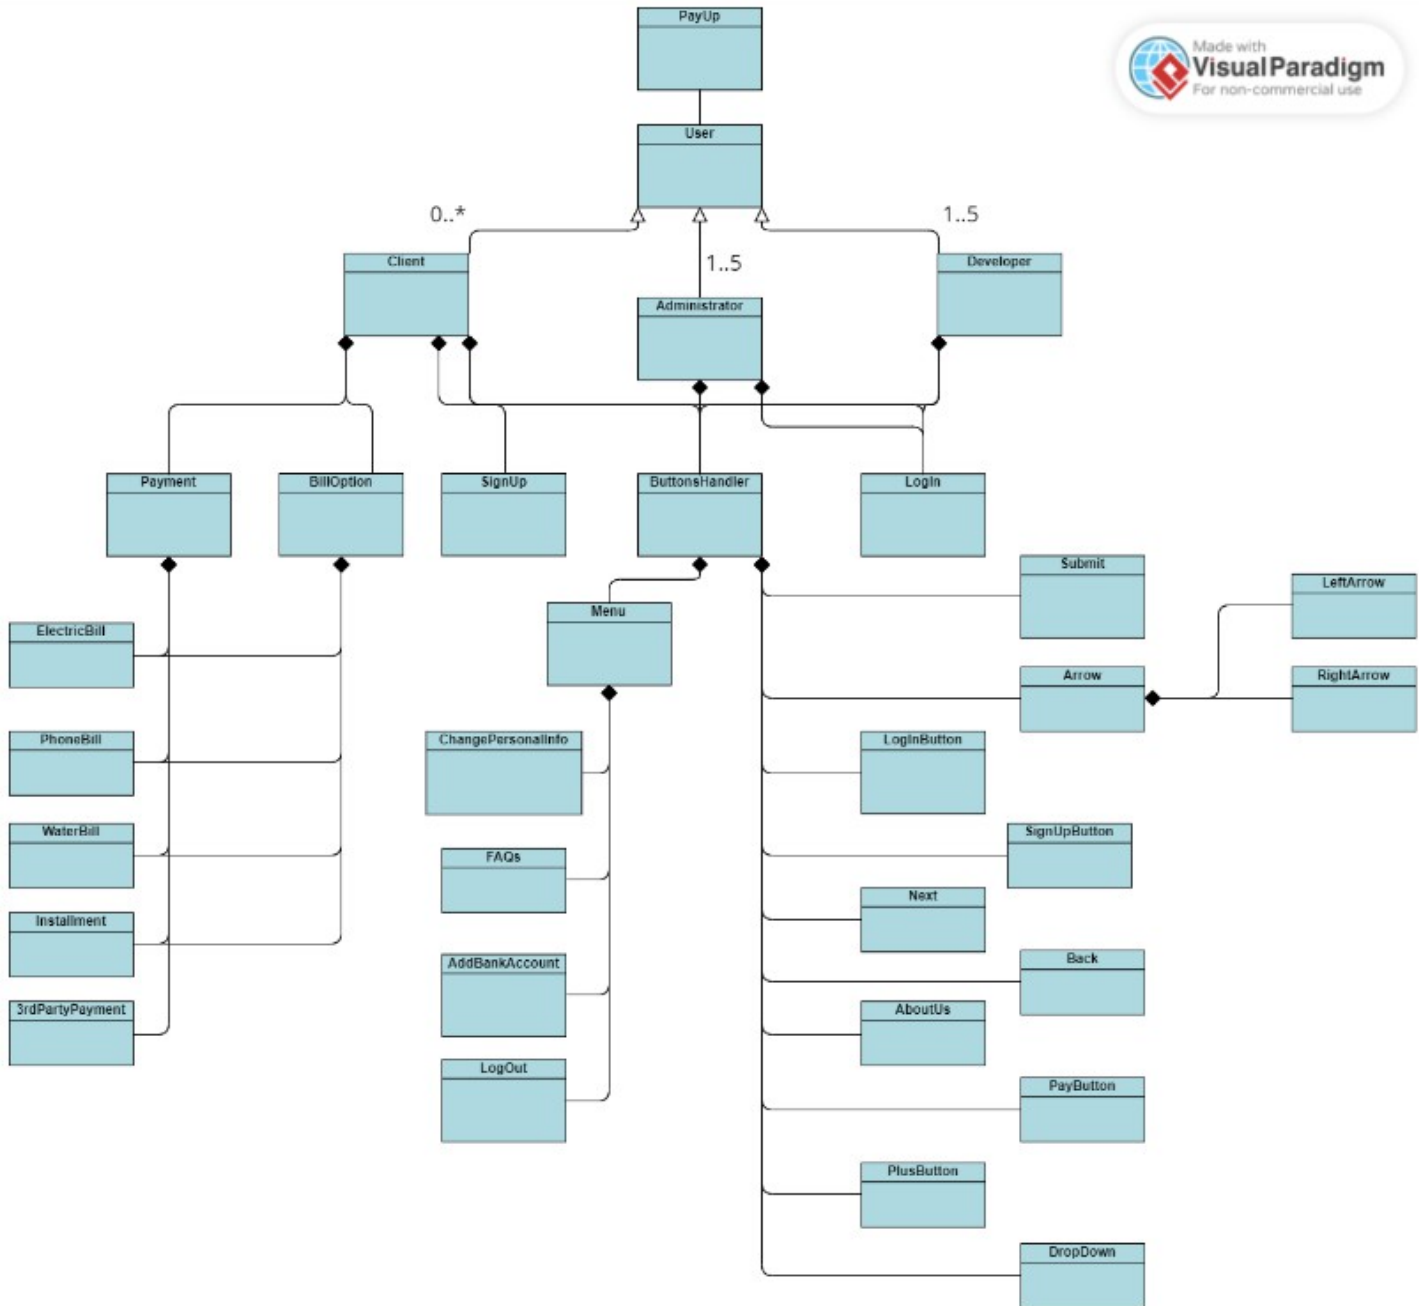 PayUp
Made with
Visual Paradigm
For non-commercial use
User
0..*
1..5
Client
1..5
Developer
Administrator
Payment
BillOption
SignUp
ButtonsHandler
LogIn
Submit
LeftArrow
Menu
ElectricBill
Arrow
RightArrow
PhoneBill
ChangePersonalInfo
LogInButton
WaterBill
SignUpButton
FAQs
Next
Installment
AddBankAccount
Back
3rdPartyPayment
AboutUs
LogOut
PayButton
PlusButton
DropDown